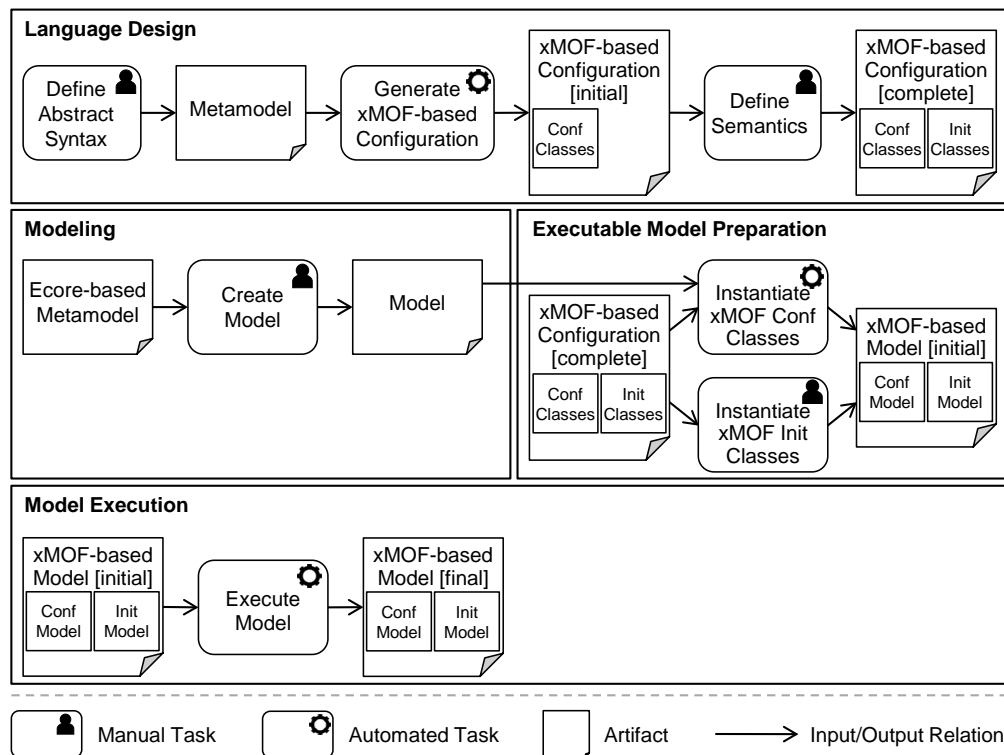 Language Design
Define
Abstract
Syntax
Metamodel
Generate
xMOF-based
Configuration
xMOF-based
Configuration
[initial]
Conf
Classes
Define
Semantics
xMOF-based
Configuration
[complete]
Conf
Classes
Init
Classes
Modeling
Ecore-based
Metamodel
Create
Model
Model
Executable Model Preparation
xMOF-based
Configuration
[complete]
Conf
Classes
Init
Classes
Instantiate
xMOF Conf
Classes
Instantiate
xMOF Init
Classes
xMOF-based
Model [initial]
Conf
Model
Init
Model
Model Execution
xMOF-based
Model [initial]
Conf
Model
Init
Model
Execute
Model
xMOF-based
Model [final]
Conf
Model
Init
Model
Manual Task
Automated Task
Artifact
Input/Output Relation